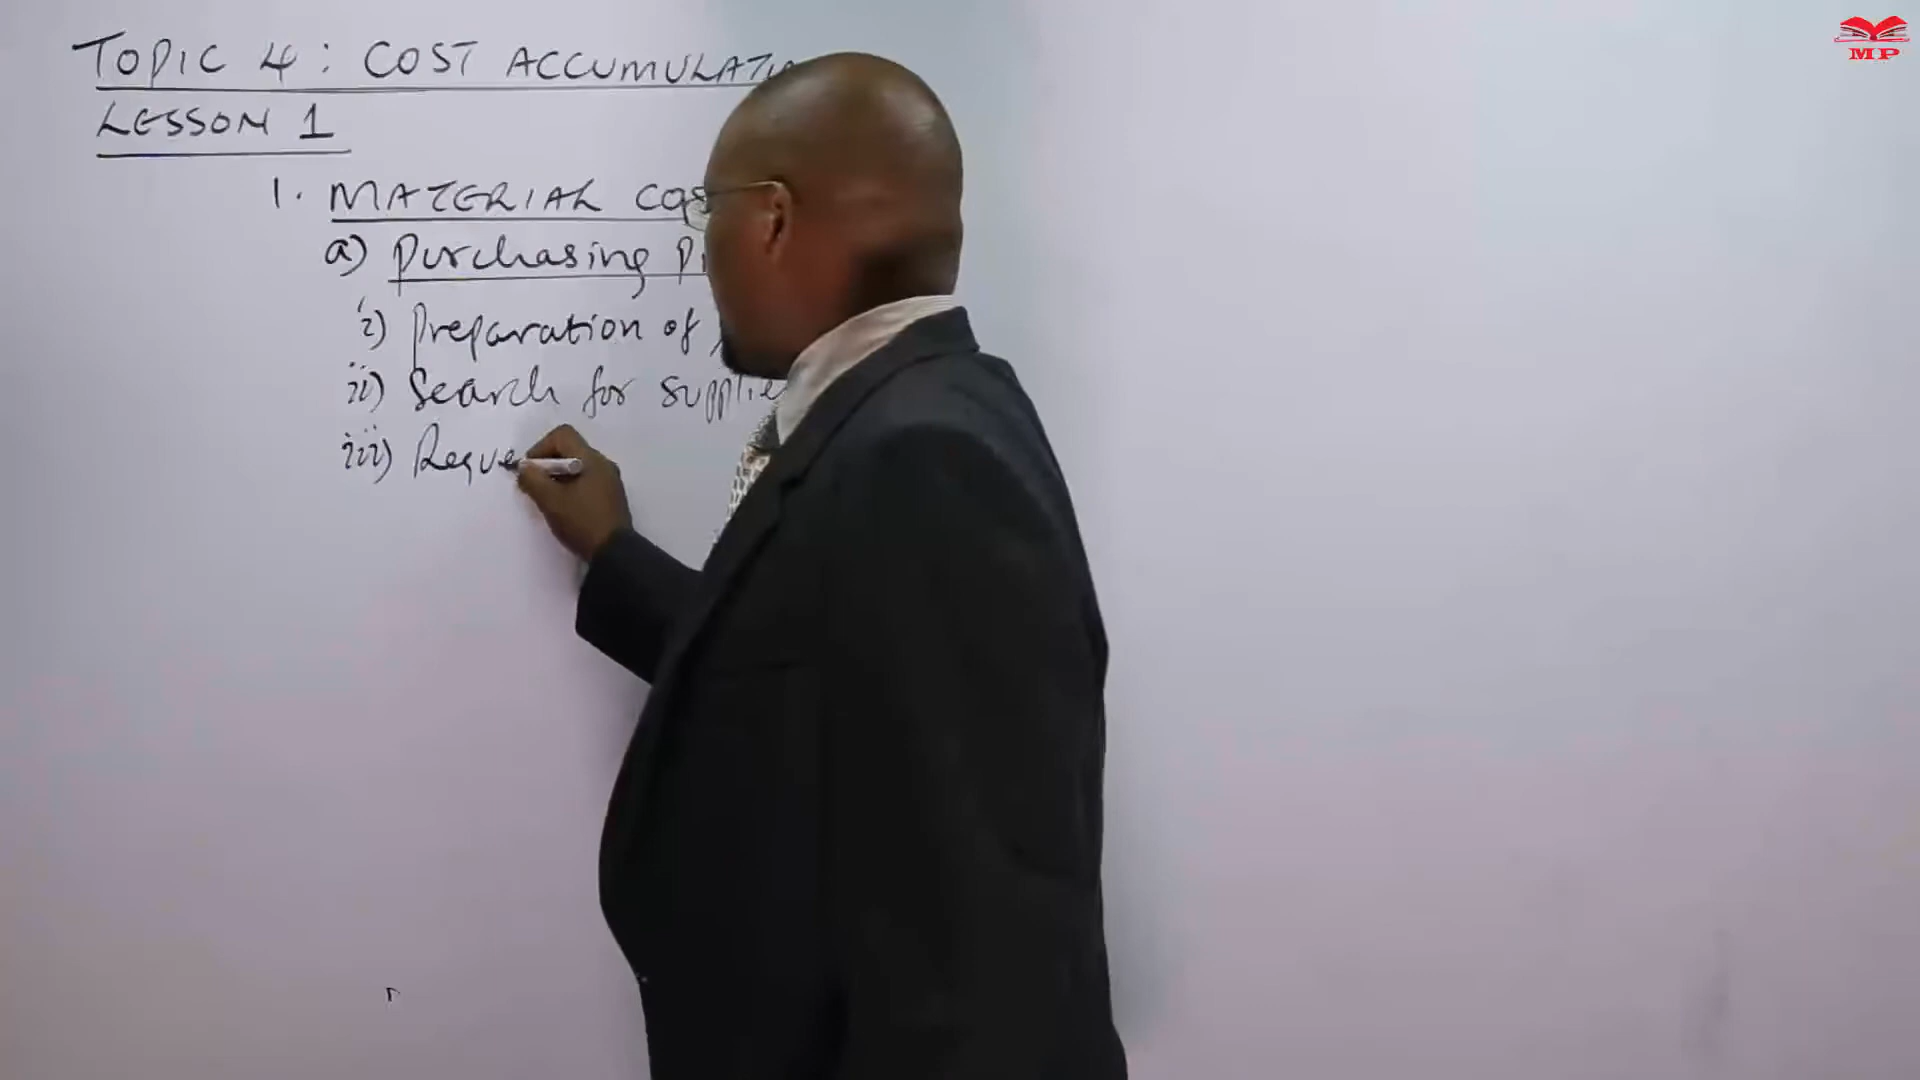 TOPIC 4 : COST ACCUMULATI
LESSON 1
1. MATERIAL COS
a) Purchasing P
i) Preparation of
ii) Search for supplie
iii) Reque
MP